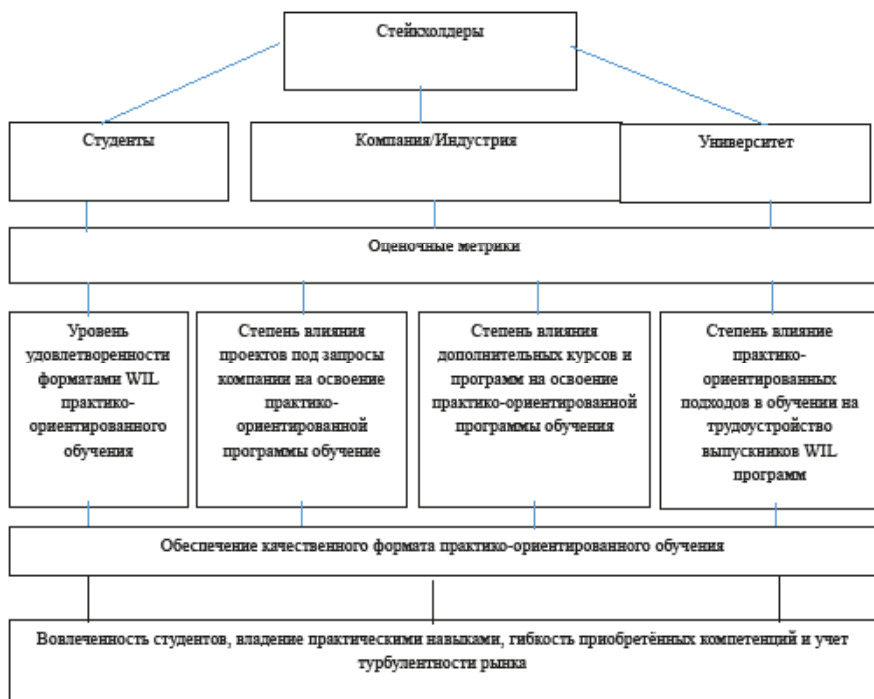 Стейкхолдеры
Студенты
Компания/Индустрия
Университет
Оценочные метрики
Уровень
удовлетворенности
форматами WIL
практико-
ориентированного
обучения
Степень влияния
проектов под запросы
компании на освоение
практико-
ориентированной
программы обучение
Степень влияния
дополнительных курсов и
программ на освоение
практико-ориентированной
программы обучения
Степень влияние
практико-
ориентированных
подходов в обучении на
трудоустройство
выпускников WIL
программ
Обеспечение качественного формата практико-ориентированного обучения
Вовлеченность студентов, владение практическими навыками, гибкость приобретённых компетенций и учет
турбулентности рынка